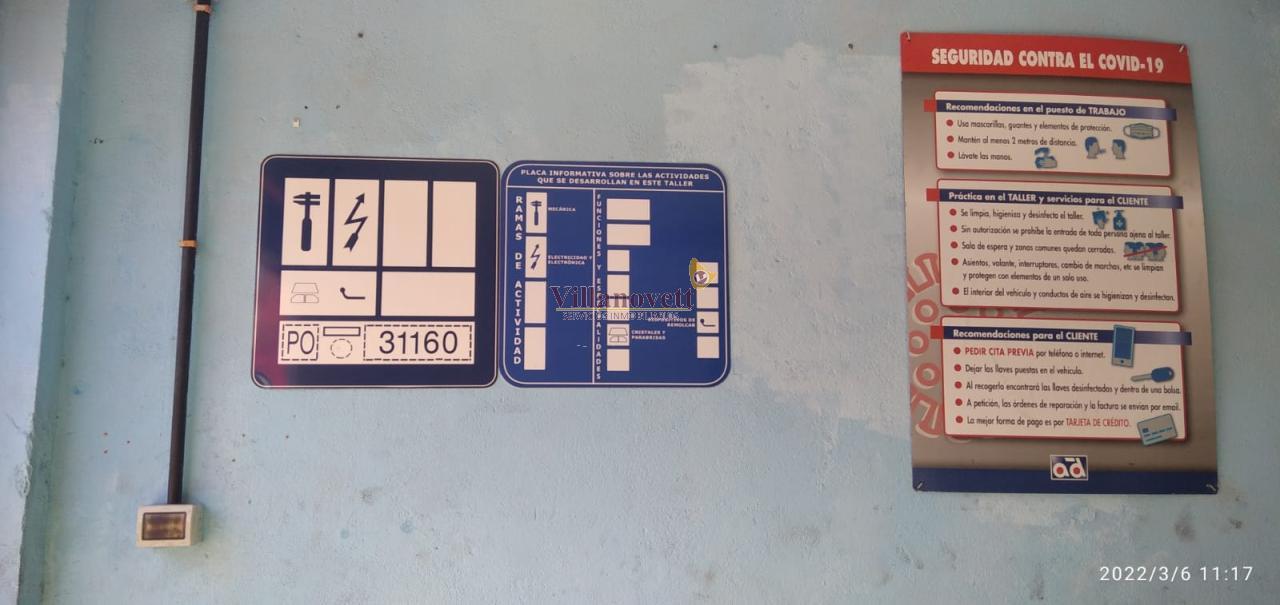 PO
31160
PLACA INFORMATIVA SOBRE LAS ACTIVIDADES
QUE SE DESARROLLAN EN ESTE TALLER
RAMAS DE ACTIVIDAD
MECÁNICA
ELECTRICIDAD Y
ELECTRÓNICA
FUNCIONES Y ESPECIALIDADES
REMOLCAR
CRISTALES Y
PARABRISAS
Villanovett
SERVICIOS INMOBILIARIOS
SEGURIDAD CONTRA EL COVID-19
Recomendaciones en el puesto de TRABAJO
Usa mascarillas, guantes y elementos de protección.
Mantén al menos 2 metros de distancia.
Lávate las manos.
Práctica en el TALLER y servicios para el CLIENTE
Se limpia, higieniza y desinfecta el taller.
Sin autorización se prohíbe la entrada de toda persona ajena al taller.
Sala de espera y zonas comunes quedan cerradas.
Asientos, volante, interruptores, cambio de marchas, etc se limpian
y protegen con elementos de un solo uso.
El interior del vehículo y conductos de aire se higienizan y desinfectan.
Recomendaciones para el CLIENTE
PEDIR CITA PREVIA por teléfono o internet.
Dejar las llaves puestas en el vehículo.
Al recogerlo encontrará las llaves desinfectadas y dentro de una bolsa.
A petición, las órdenes de reparación y la factura se envían por email.
La mejor forma de pago es por TARJETA DE CRÉDITO.
ad
2022/3/6 11:17